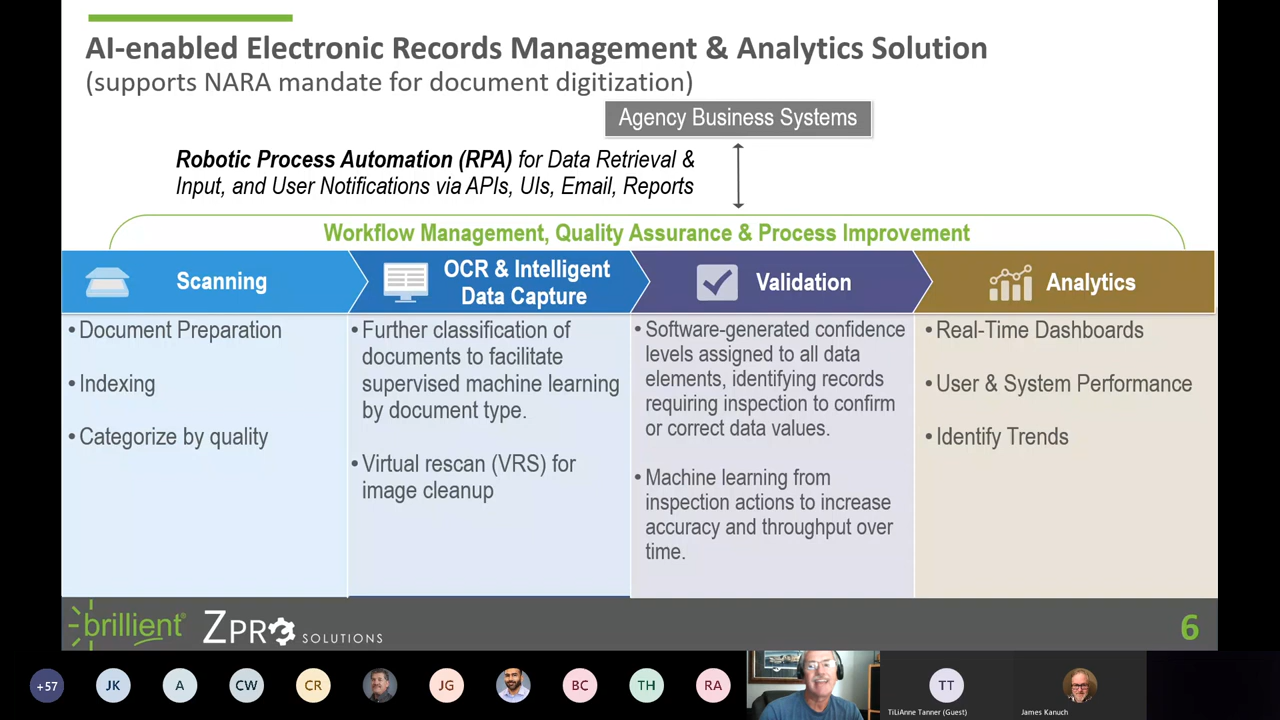 AI-enabled Electronic Records Management & Analytics Solution
(supports NARA mandate for document digitization)
Agency Business Systems
Robotic Process Automation (RPA) for Data Retrieval &
Input, and User Notifications via APIs, UIs, Email, Reports
Workflow Management, Quality Assurance & Process Improvement
Scanning
• Document Preparation
• Indexing
• Categorize by quality
OCR & Intelligent
Data Capture
• Further classification of
documents to facilitate
supervised machine learning
by document type.
• Virtual rescan (VRS) for
image cleanup
Validation
• Software-generated confidence
levels assigned to all data
elements, identifying records
requiring inspection to confirm
or correct data values.
• Machine learning from
inspection actions to increase
accuracy and throughput over
time.
Analytics
• Real-Time Dashboards
• User & System Performance
• Identify Trends
brillient®
ZPRO SOLUTIONS
6
+57
JK
A
CW
CR
JG
BC
TH
RA
TT
TiLiAnne Tanner (Guest)
James Kanuch